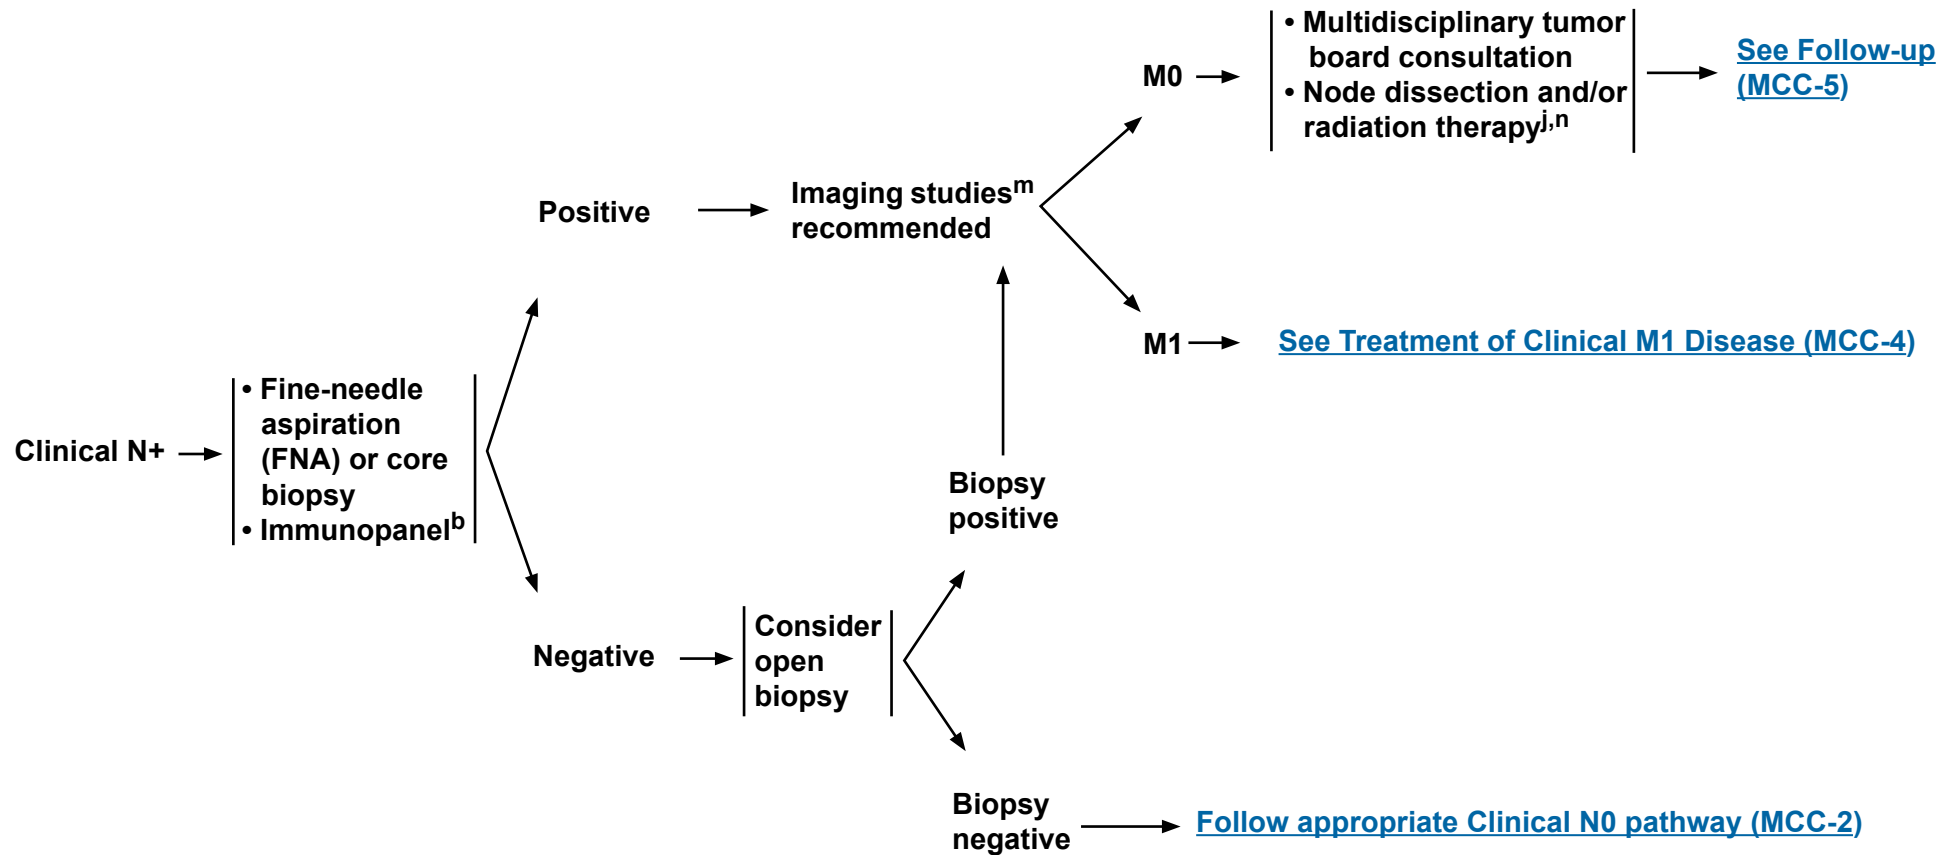 Clinical N+
• Fine-needle
aspiration
(FNA) or core
biopsy
• Immunopanelb
Positive
Imaging studiesm
recommended
M0
• Multidisciplinary tumor
board consultation
• Node dissection and/or
radiation therapyj,n
See Follow-up
(MCC-5)
M1
See Treatment of Clinical M1 Disease (MCC-4)
Negative
Consider
open
biopsy
Biopsy
positive
Biopsy
negative
Follow appropriate Clinical N0 pathway (MCC-2)